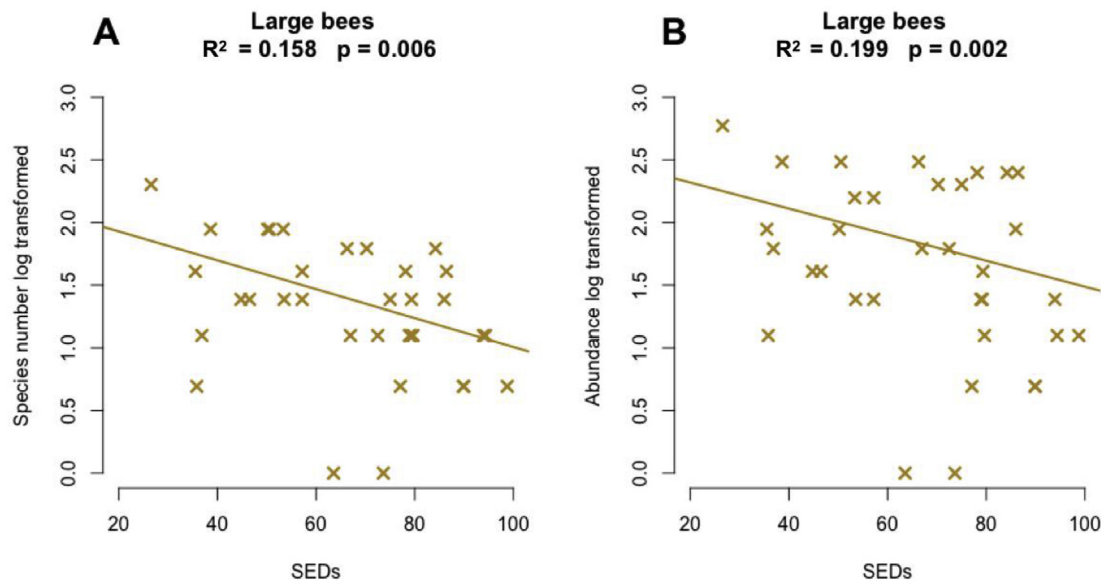 A
Large bees
R² = 0.158 p = 0.006
Species number log transformed
3.0
2.5
2.0
1.5
1.0
0.5
0.0
20 40 60 80 100
SEDs
B
Large bees
R² = 0.199 p = 0.002
Abundance log transformed
3.0
2.5
2.0
1.5
1.0
0.5
0.0
20 40 60 80 100
SEDs